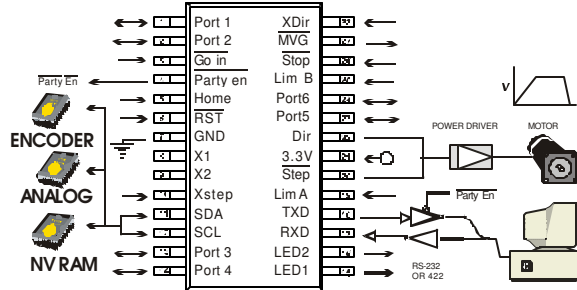 Port 1 XDir
Port 2 MVG
Go in Stop
Party En Party en Lim B
Home Port6
ENCODER RST Port5
GND Dir POWER DRIVER MOTOR
X1 3.3V
X2 Step
ANALOG Xstep Lim A Party En
SDA TXD
SCL RXD
NV RAM Port 3 LED2 RS-232
Port 4 LED1 OR 422
V